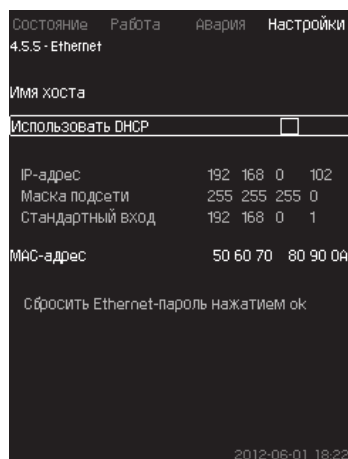 Состояние Работа Авария Настройки
4.5.5 - Ethernet
Имя хоста
Использовать DHCP
IP-адрес 192 168 0 102
Маска подсети 255 255 255 0
Стандартный вход 192 168 0 1
MAC-адрес 50 60 70 80 90 0A
Сбросить Ethernet-пароль нажатием ok
2012-06-01 18:22